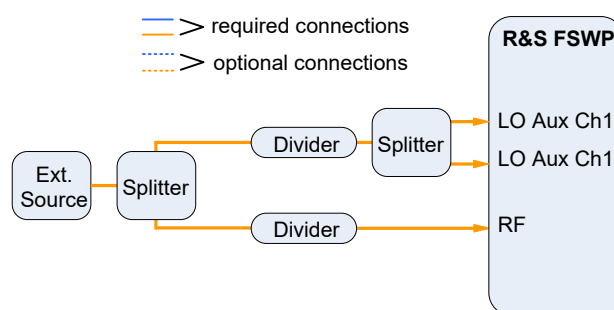 required connections
optional connections
R&S FSWP
LO Aux Ch1
LO Aux Ch1
RF
Divider
Splitter
Ext.
Source
Splitter
Divider